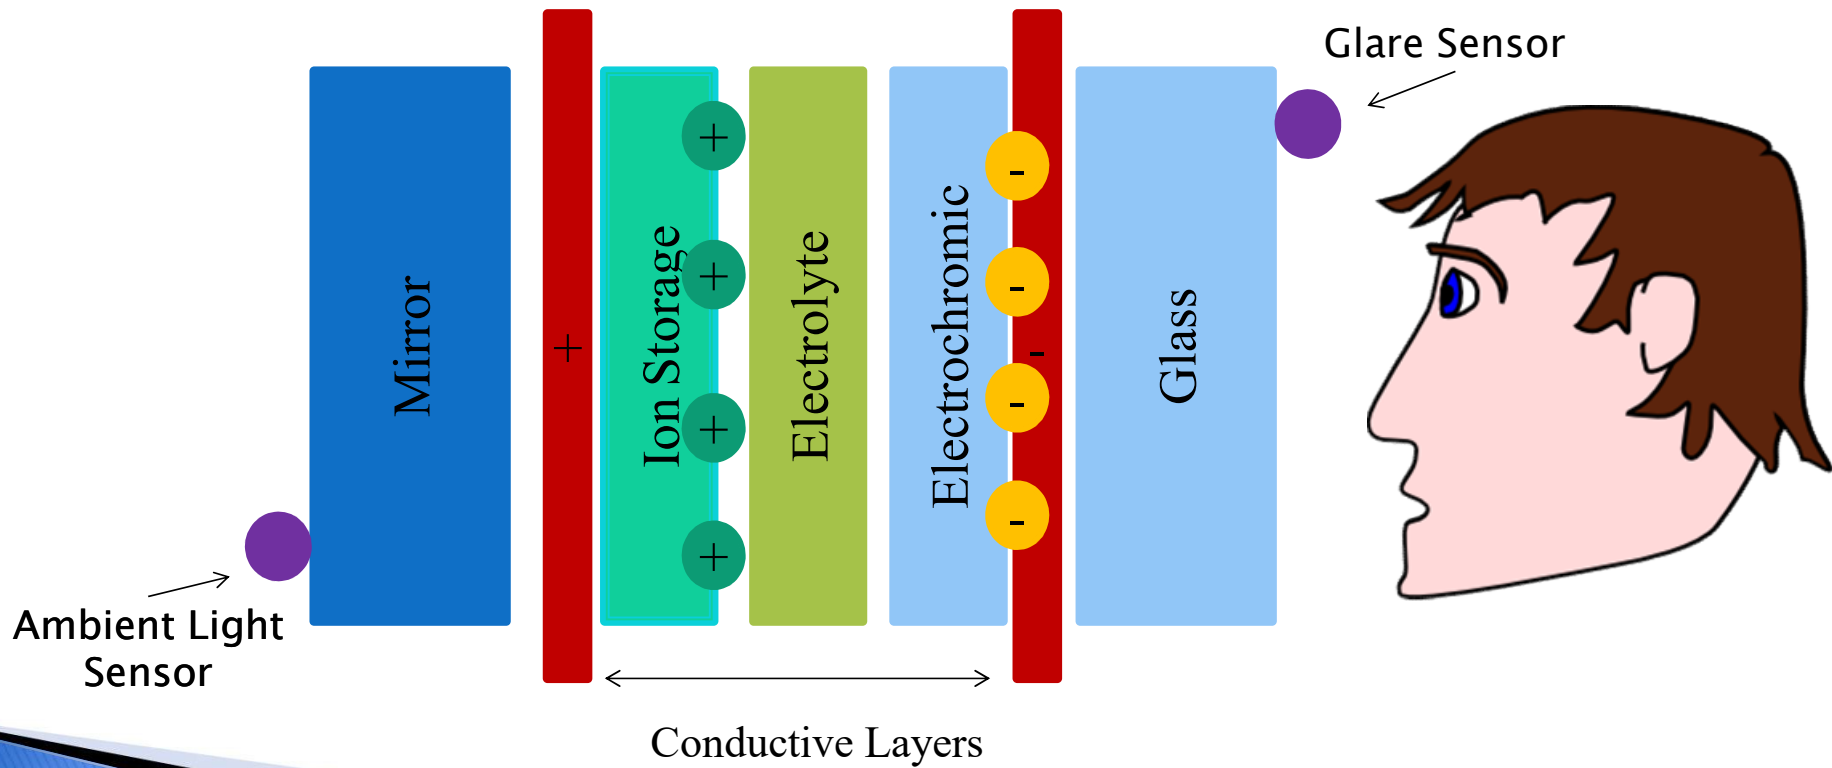 Glare Sensor
Mirror
+
Ion Storage
+
+
+
+
Electrolyte
Electrochromic
-
-
-
-
-
Glass
Ambient Light
Sensor
Conductive Layers